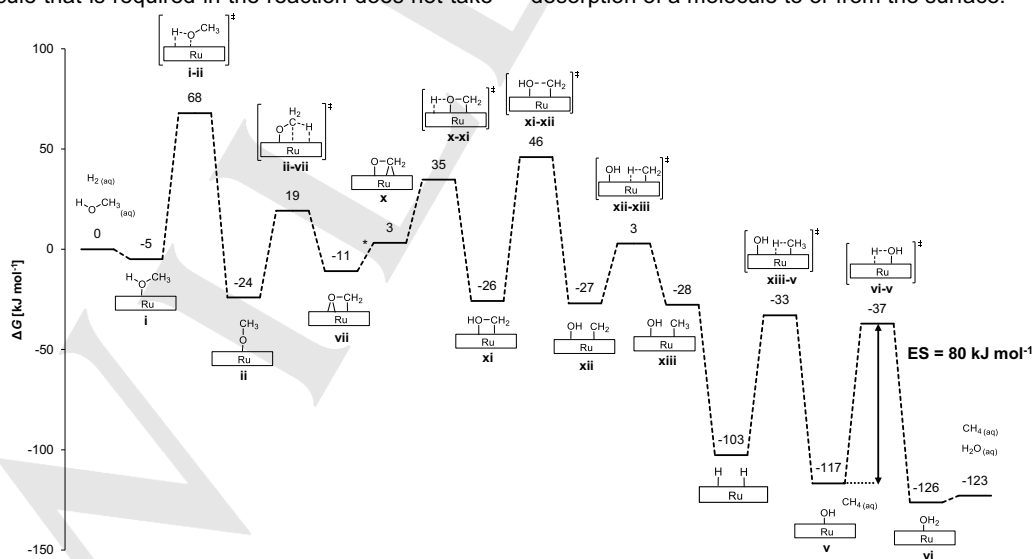 that is required in the reaction does not take
desorption of a molecule to or from the surface.
100
50
0
-50
-100
-150
ΔG [kJ mol-1]
H2 (aq)
H O CH3 (aq)
0
-5
H O CH3
Ru
i
H O CH3 ‡
Ru
i-ii
68
-24
CH3
O
Ru
ii
H2
O C H ‡
Ru
ii-vii
19
-11
O CH2
Ru
vii
O CH2
Ru
x
*
3
H O CH2 ‡
Ru
x-xi
35
-26
HO CH2
Ru
xi
HO CH2 ‡
Ru
xi-xii
46
-27
OH CH2
Ru
xii
OH H CH2 ‡
Ru
xii-xiii
3
-28
OH CH3
Ru
xiii
-103
H H
Ru
OH H CH3 ‡
Ru
xiii-v
-33
-117
CH4 (aq)
OH
Ru
v
H OH ‡
Ru
vi-v
-37
ES = 80 kJ mol-1
-126
OH2
Ru
vi
CH4 (aq)
H2O (aq)
-123